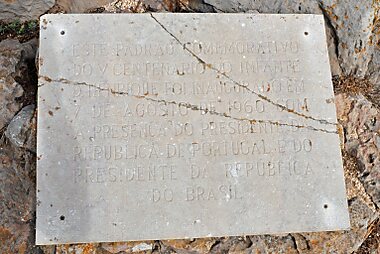 ESTE PADRÃO COMEMORATIVO
DO V CENTENÁRIO DO INFANTE
D. HENRIQUE FOI INAUGURADO EM
7 DE AGOSTO DE 1960 COM
A PRESENÇA DO PRESIDENTE DA
REPÚBLICA DE PORTUGAL E DO
PRESIDENTE DA REPÚBLICA
DO BRASIL